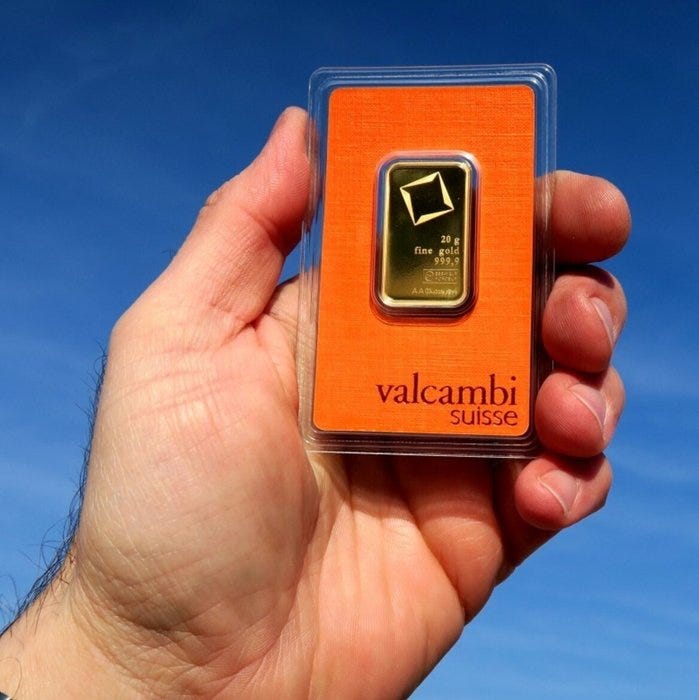 20 g
fine gold
999,9
valcambi
suisse